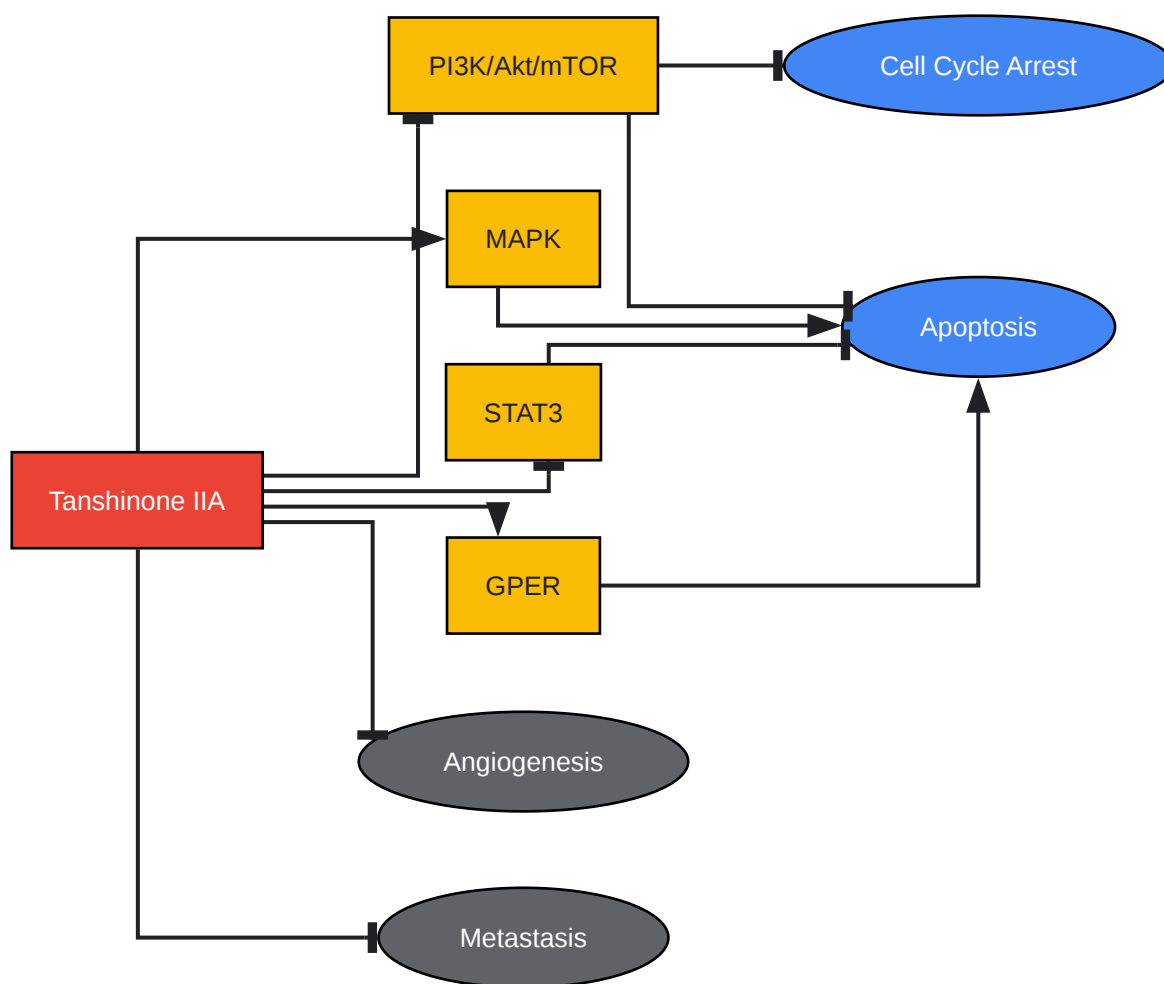 PI3K/Akt/mTOR
Cell Cycle Arrest
MAPK
Apoptosis
STAT3
Tanshinone IIA
GPER
Angiogenesis
Metastasis